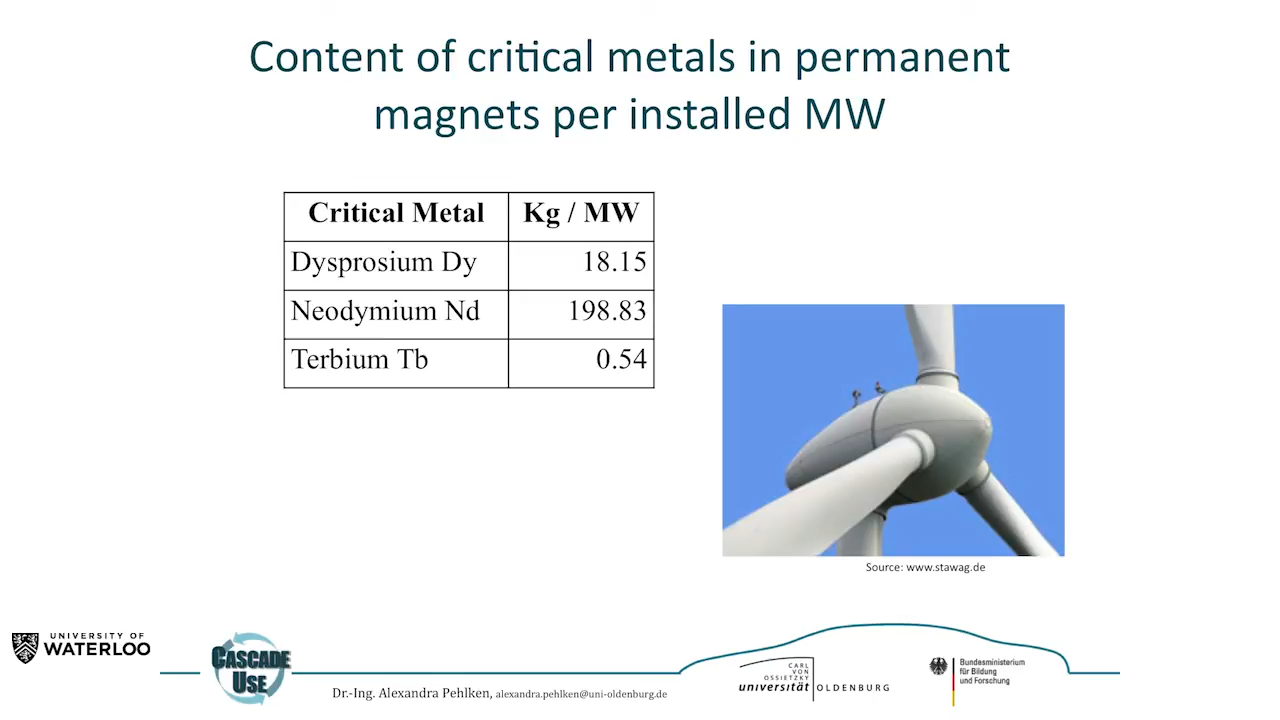 Content of critical metals in permanent
magnets per installed MW
Critical Metal Kg / MW
Dysprosium Dy 18.15
Neodymium Nd 198.83
Terbium Tb 0.54
Source: www.stawag.de
UNIVERSITY OF
WATERLOO
CASCADE
USE
Dr.-Ing. Alexandra Pehlken, alexandra.pehlken@uni-oldenburg.de
CARL
VON
OSSIETZKY
universität OLDENBURG
Bundesministerium
für Bildung
und Forschung